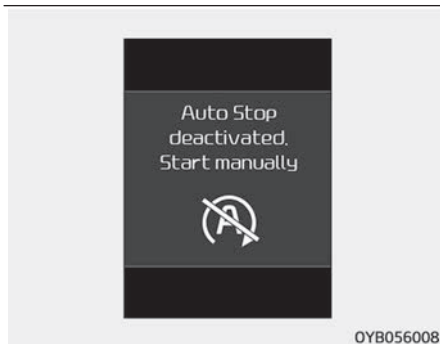 Auto Stop
deactivated.
Start manually
A
OYB056008